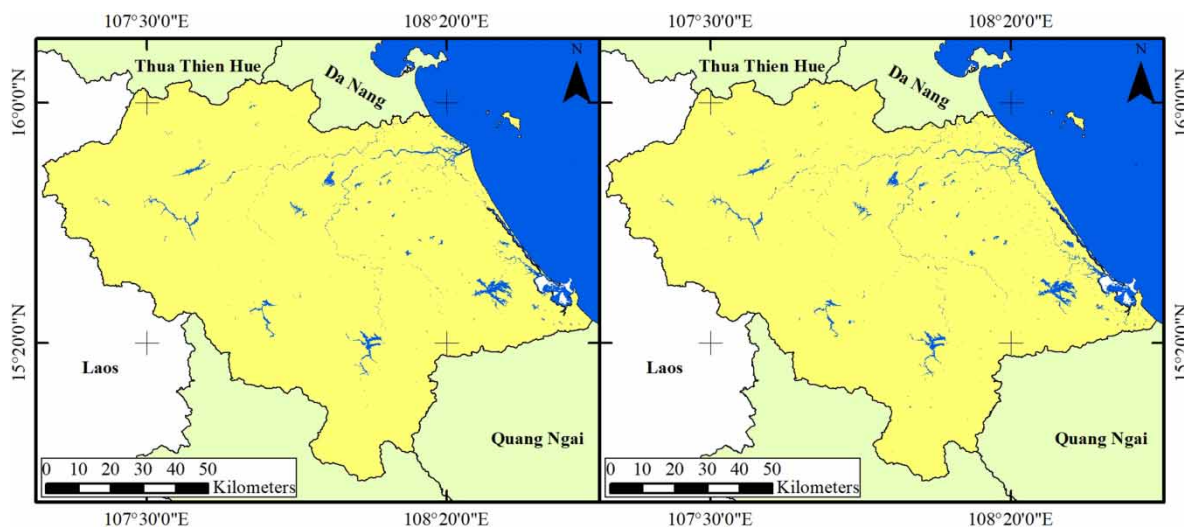 107°30'0"E 108°20'0"E 107°30'0"E 108°20'0"E
Thua Thien Hue
Da Nang
N
Thua Thien Hue
Da Nang
N
16°0'0"N
16°0'0"N
15°20'0"N
15°20'0"N
Laos
Quang Ngai
Laos
Quang Ngai
0 10 20 30 40 50
Kilometers
0 10 20 30 40 50
Kilometers
107°30'0"E 108°20'0"E 107°30'0"E 108°20'0"E